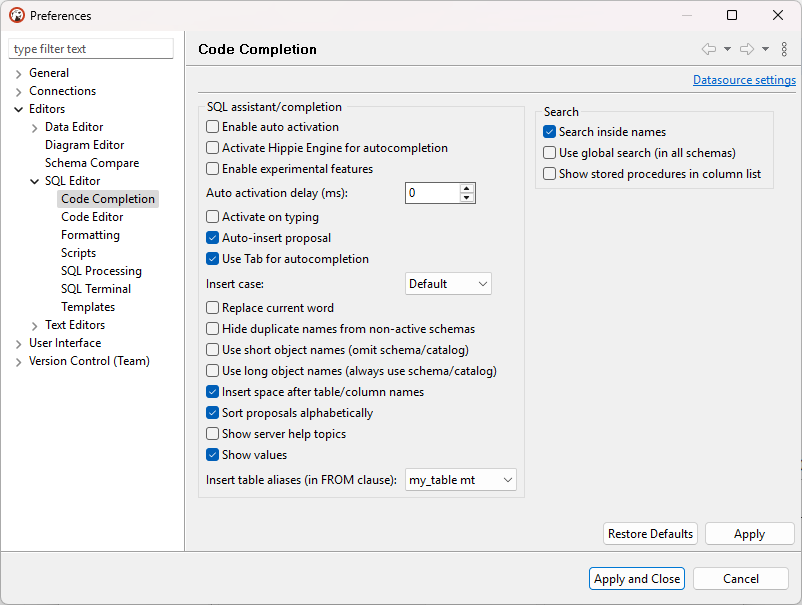 Preferences
type filter text
General
Connections
Editors
Data Editor
Diagram Editor
Schema Compare
SQL Editor
Code Completion
Code Editor
Formatting
Scripts
SQL Processing
SQL Terminal
Templates
Text Editors
User Interface
Version Control (Team)
Code Completion
Datasource settings
SQL assistant/completion
Enable auto activation
Activate Hippie Engine for autocompletion
Enable experimental features
Auto activation delay (ms): 0
Activate on typing
Auto-insert proposal
Use Tab for autocompletion
Insert case: Default
Replace current word
Hide duplicate names from non-active schemas
Use short object names (omit schema/catalog)
Use long object names (always use schema/catalog)
Insert space after table/column names
Sort proposals alphabetically
Show server help topics
Show values
Insert table aliases (in FROM clause): my_table mt
Search
Search inside names
Use global search (in all schemas)
Show stored procedures in column list
Restore Defaults Apply
Apply and Close Cancel